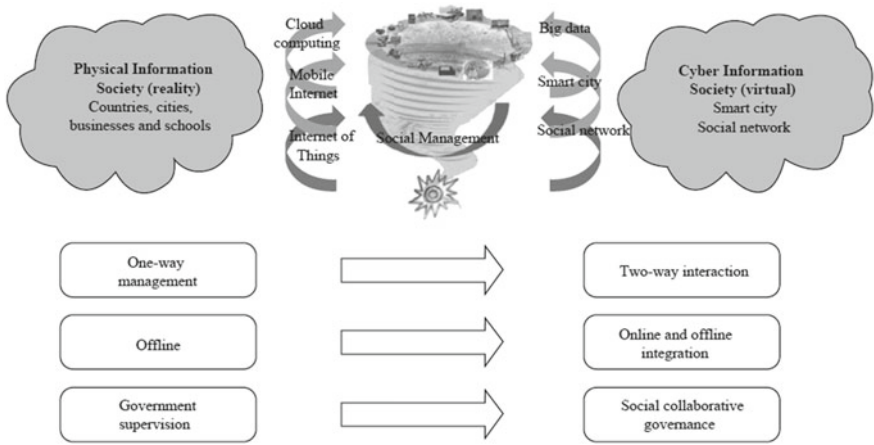 Physical Information
Society (reality)
Countries, cities,
businesses and schools
Cloud
computing
Mobile
Internet
Internet of
Things
Social Management
Big data
Smart city
Social network
Cyber Information
Society (virtual)
Smart city
Social network
One-way
management
Two-way interaction
Offline
Online and offline
integration
Government
supervision
Social collaborative
governance